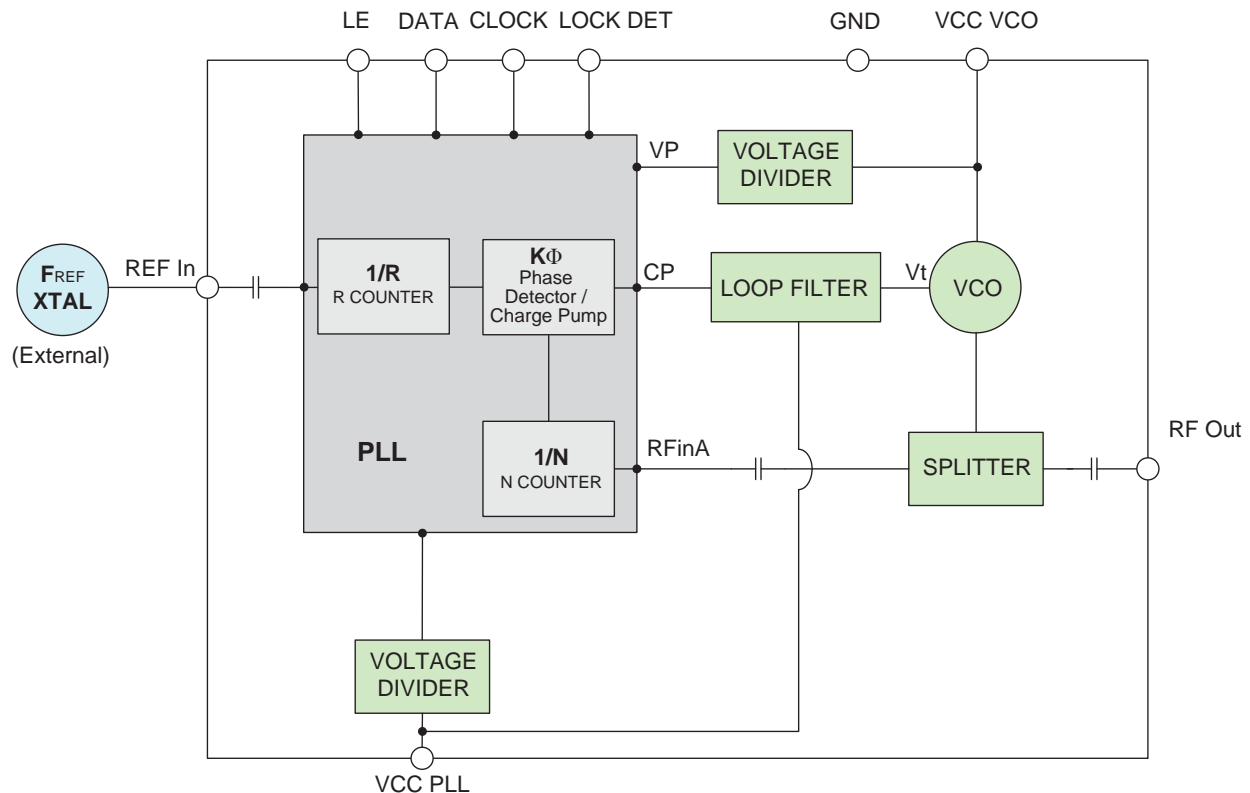 LE DATA CLOCK LOCK DET GND VCC VCO
VP
VOLTAGE
DIVIDER
FREF
XTAL
(External)
REF In
1/R
R COUNTER
KΦ
Phase
Detector /
Charge Pump
CP
LOOP FILTER
Vt
VCO
PLL
1/N
N COUNTER
RFinA
SPLITTER
RF Out
VOLTAGE
DIVIDER
VCC PLL